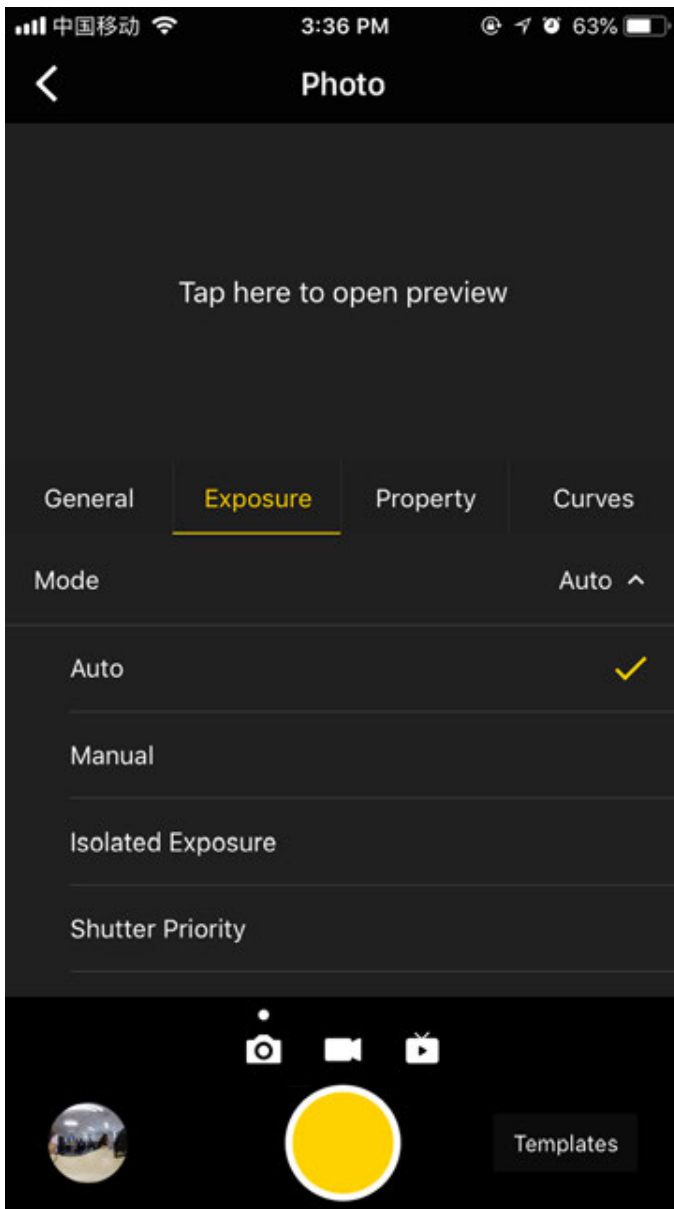 中国移动 3:36 PM 63%
Photo
Tap here to open preview
General Exposure Property Curves
Mode Auto
Auto
Manual
Isolated Exposure
Shutter Priority
Templates